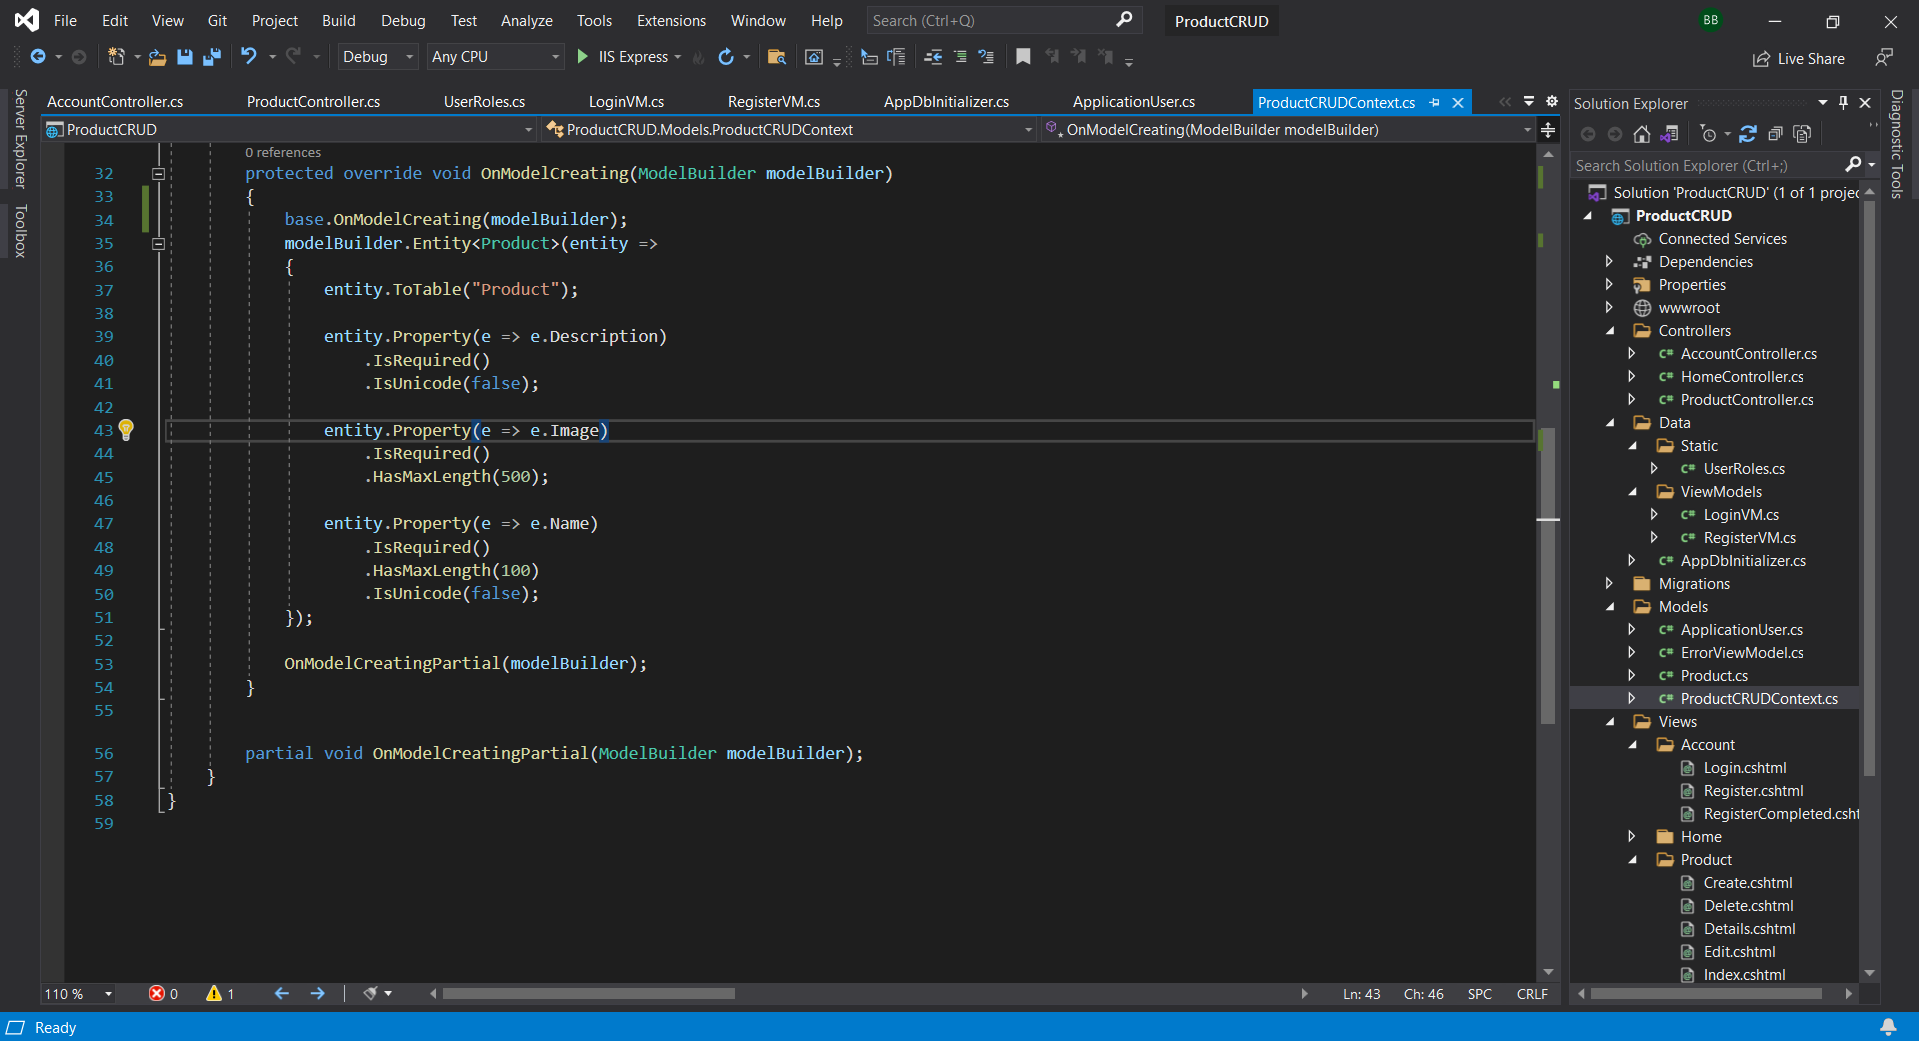 File Edit View Git Project Build Debug Test Analyze Tools Extensions Window Help Search (Ctrl+Q) ProductCRUD BB
Debug Any CPU IIS Express Live Share
Server Explorer
Toolbox
AccountController.cs ProductController.cs UserRoles.cs LoginVM.cs RegisterVM.cs AppDbInitializer.cs ApplicationUser.cs ProductCRUDContext.cs
ProductCRUD ProductCRUD.Models.ProductCRUDContext OnModelCreating(ModelBuilder modelBuilder)
0 references
32 protected override void OnModelCreating(ModelBuilder modelBuilder)
33 {
34 base.OnModelCreating(modelBuilder);
35 modelBuilder.Entity<Product>(entity =>
36 {
37 entity.ToTable("Product");
38
39 entity.Property(e => e.Description)
40 .IsRequired()
41 .IsUnicode(false);
42
43 entity.Property(e => e.Image)
44 .IsRequired()
45 .HasMaxLength(500);
46
47 entity.Property(e => e.Name)
48 .IsRequired()
49 .HasMaxLength(100)
50 .IsUnicode(false);
51 });
52
53 OnModelCreatingPartial(modelBuilder);
54 }
55
56 partial void OnModelCreatingPartial(ModelBuilder modelBuilder);
57 }
58 }
59
110 % 0 1 Ln: 43 Ch: 46 SPC CRLF
Solution Explorer
Search Solution Explorer (Ctrl+;)
Solution 'ProductCRUD' (1 of 1 projec
ProductCRUD
Connected Services
Dependencies
Properties
wwwroot
Controllers
C# AccountController.cs
C# HomeController.cs
C# ProductController.cs
Data
Static
C# UserRoles.cs
ViewModels
C# LoginVM.cs
C# RegisterVM.cs
C# AppDbInitializer.cs
Migrations
Models
C# ApplicationUser.cs
C# ErrorViewModel.cs
C# Product.cs
C# ProductCRUDContext.cs
Views
Account
Login.cshtml
Register.cshtml
RegisterCompleted.csht
Home
Product
Create.cshtml
Delete.cshtml
Details.cshtml
Edit.cshtml
Index.cshtml
Diagnostic Tools
Ready